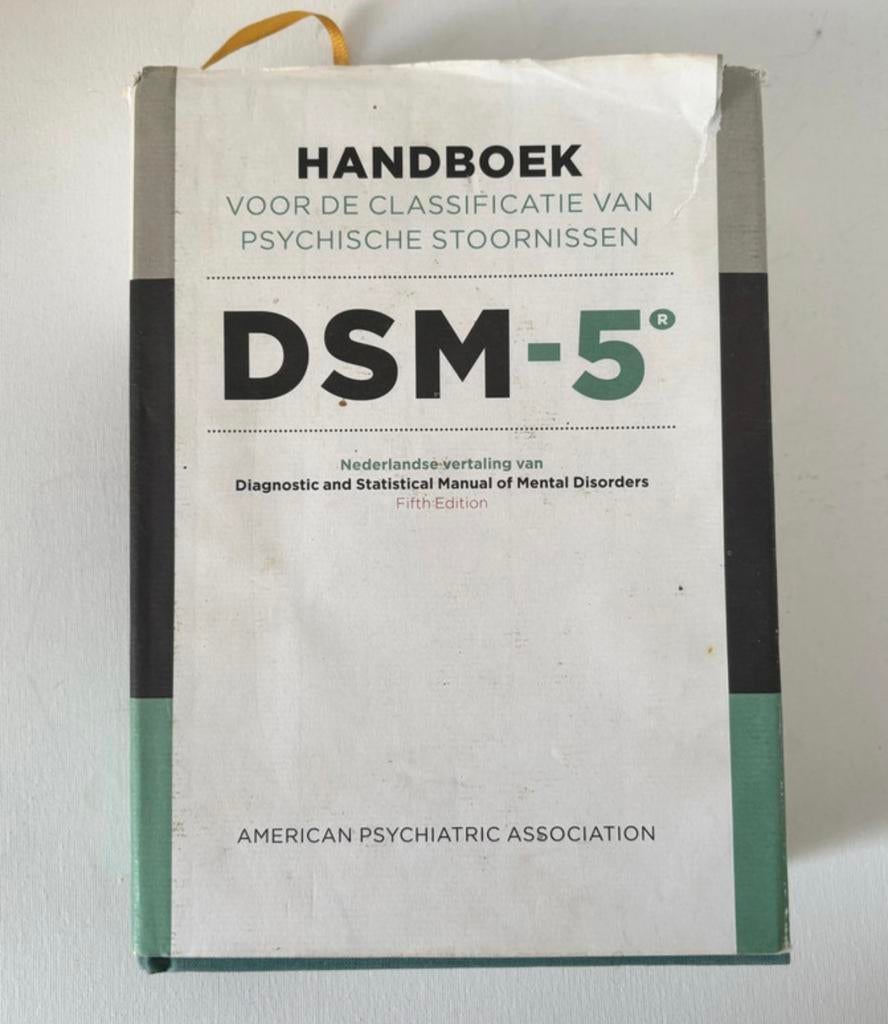 HANDBOEK
VOOR DE CLASSIFICATIE VAN
PSYCHISCHE STOORNISSEN
DSM-5®
Nederlandse vertaling van
Diagnostic and Statistical Manual of Mental Disorders
Fifth Edition
AMERICAN PSYCHIATRIC ASSOCIATION